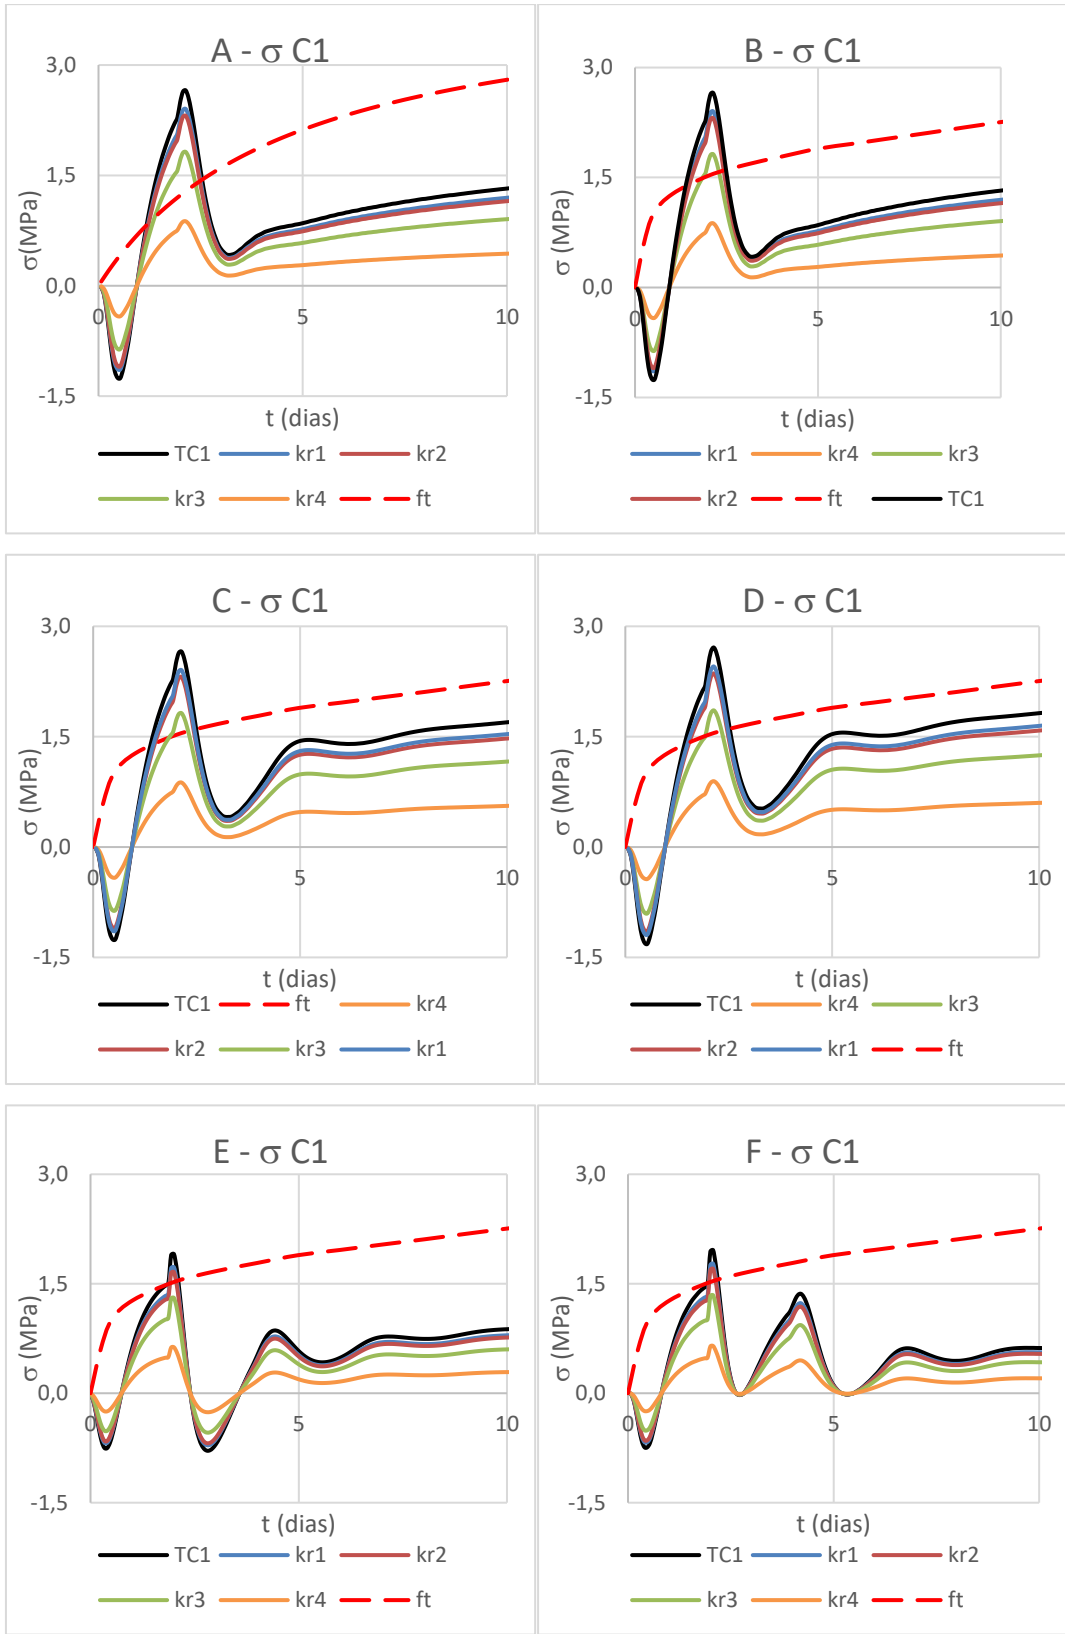 A - σ C1
3,0
1,5
0,0
-1,5
σ(MPa)
0
5
10
t (dias)
TC1 kr1 kr2
kr3 kr4 ft
B - σ C1
3,0
1,5
0,0
-1,5
σ (MPa)
0
5
10
t (dias)
kr1 kr4 kr3
kr2 ft TC1
C - σ C1
3,0
1,5
0,0
-1,5
σ (MPa)
0
5
10
t (dias)
TC1 ft kr4
kr2 kr3 kr1
D - σ C1
3,0
1,5
0,0
-1,5
σ (MPa)
0
5
10
t (dias)
TC1 kr4 kr3
kr2 kr1 ft
E - σ C1
3,0
1,5
0,0
-1,5
σ (MPa)
0
5
10
t (dias)
TC1 kr1 kr2
kr3 kr4 ft
F - σ C1
3,0
1,5
0,0
-1,5
σ (MPa)
0
5
10
t (dias)
TC1 kr1 kr2
kr3 kr4 ft